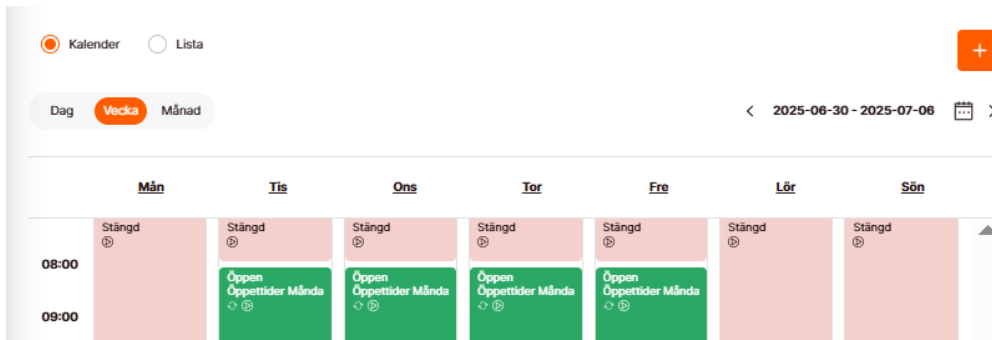 Kalender Lista
+
Dag Vecka Månad
2025-06-30 - 2025-07-06
Mån Tis Ons Tor Fre Lör Sön
Stängd Stängd Stängd Stängd Stängd Stängd Stängd
08:00
Öppen Öppen Öppen Öppen
Öppettider Månda Öppettider Månda Öppettider Månda Öppettider Månda
09:00